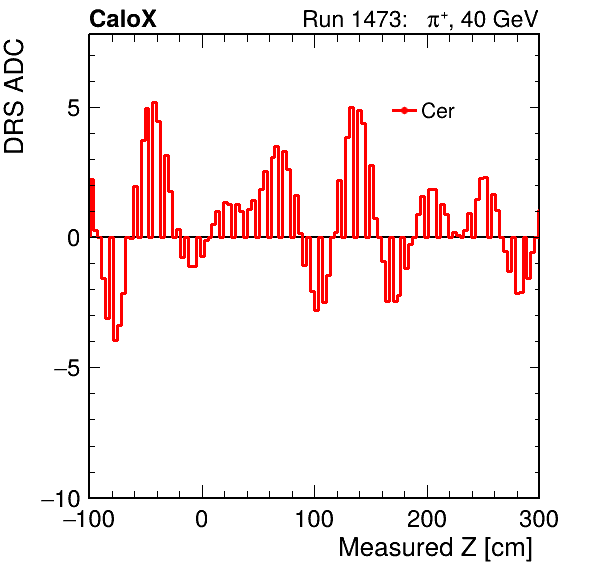 CaloX
Run 1473: π⁺, 40 GeV
DRS ADC
Cer
5
0
−5
−10
−100 0 100 200 300
Measured Z [cm]